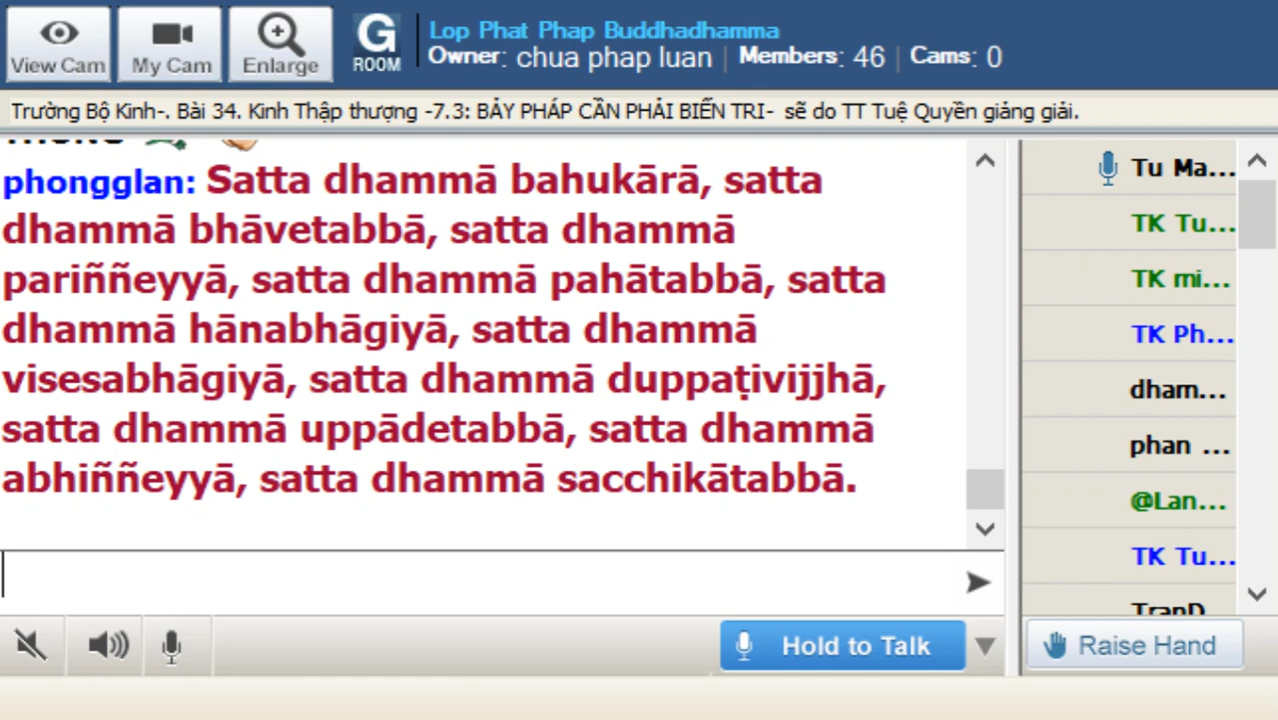 View Cam
My Cam
Enlarge
G
ROOM
Lop Phat Phap Buddhadhamma
Owner: chua phap luan | Members: 46 | Cams: 0
Trường Bộ Kinh-. Bài 34. Kinh Thập thượng -7.3: BẢY PHÁP CẦN PHẢI BIẾN TRI- sẽ do TT Tuệ Quyền giảng giải.
phongglan: Satta dhammā bahukārā, satta
dhammā bhāvetabbā, satta dhammā
pariññeyyā, satta dhammā pahātabbā, satta
dhammā hānabhāgiyā, satta dhammā
visesabhāgiyā, satta dhammā duppaṭivijjhā,
satta dhammā uppādetabbā, satta dhammā
abhiññeyyā, satta dhammā sacchikātabbā.
Tu Ma...
TK Tu...
TK mi...
TK Ph...
dham...
phan ...
@Lan...
TK Tu...
TranD
Hold to Talk
Raise Hand